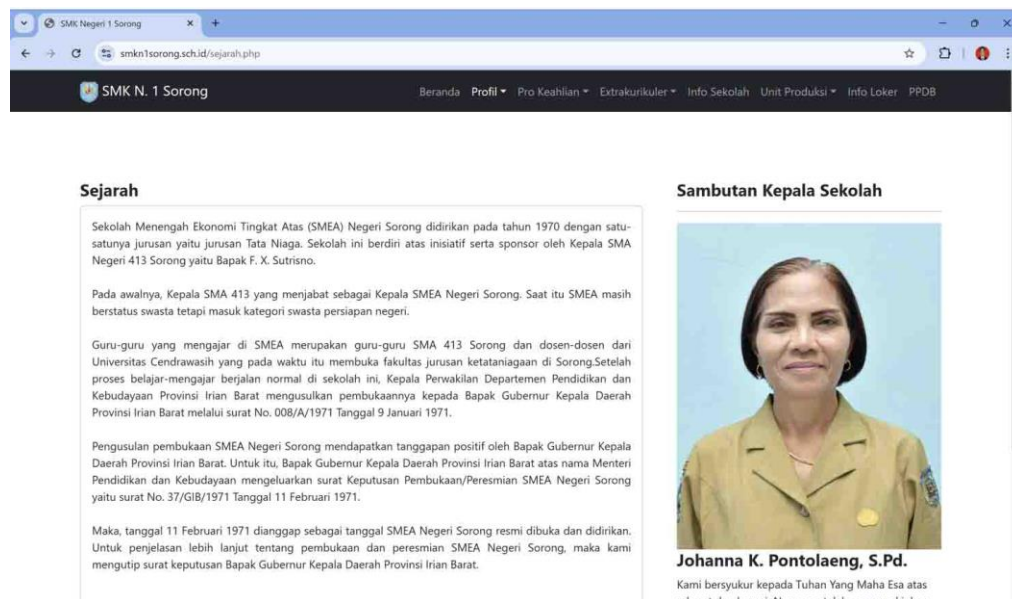 SMK Negeri 1 Sorong
smkn1sorong.sch.id/sejarah.php
SMK N. 1 Sorong
Beranda Profil Pro Keahlian Extrakurikuler Info Sekolah Unit Produksi Info Loker PPDB
Sejarah
Sekolah Menengah Ekonomi Tingkat Atas (SMEA) Negeri Sorong didirikan pada tahun 1970 dengan satu-
satunya jurusan yaitu jurusan Tata Niaga. Sekolah ini berdiri atas inisiatif serta sponsor oleh Kepala SMA
Negeri 413 Sorong yaitu Bapak F. X. Sutrisno.
Pada awalnya, Kepala SMA 413 yang menjabat sebagai Kepala SMEA Negeri Sorong. Saat itu SMEA masih
berstatus swasta tetapi masuk kategori swasta persiapan negeri.
Guru-guru yang mengajar di SMEA merupakan guru-guru SMA 413 Sorong dan dosen-dosen dari
Universitas Cendrawasih yang pada waktu itu membuka fakultas jurusan ketataniagaan di Sorong.Setelah
proses belajar-mengajar berjalan normal di sekolah ini, Kepala Perwakilan Departemen Pendidikan dan
Kebudayaan Provinsi Irian Barat mengusulkan pembukaannya kepada Bapak Gubernur Kepala Daerah
Provinsi Irian Barat melalui surat No. 008/A/1971 Tanggal 9 Januari 1971.
Pengusulan pembukaan SMEA Negeri Sorong mendapatkan tanggapan positif oleh Bapak Gubernur Kepala
Daerah Provinsi Irian Barat. Untuk itu, Bapak Gubernur Kepala Daerah Provinsi Irian Barat atas nama Menteri
Pendidikan dan Kebudayaan mengeluarkan surat Keputusan Pembukaan/Peresmian SMEA Negeri Sorong
yaitu surat No. 37/GIB/1971 Tanggal 11 Februari 1971.
Maka, tanggal 11 Februari 1971 dianggap sebagai tanggal SMEA Negeri Sorong resmi dibuka dan didirikan.
Untuk penjelasan lebih lanjut tentang pembukaan dan peresmian SMEA Negeri Sorong, maka kami
mengutip surat keputusan Bapak Gubernur Kepala Daerah Provinsi Irian Barat.
Sambutan Kepala Sekolah
Johanna K. Pontolaeng, S.Pd.
Kami bersyukur kepada Tuhan Yang Maha Esa atas